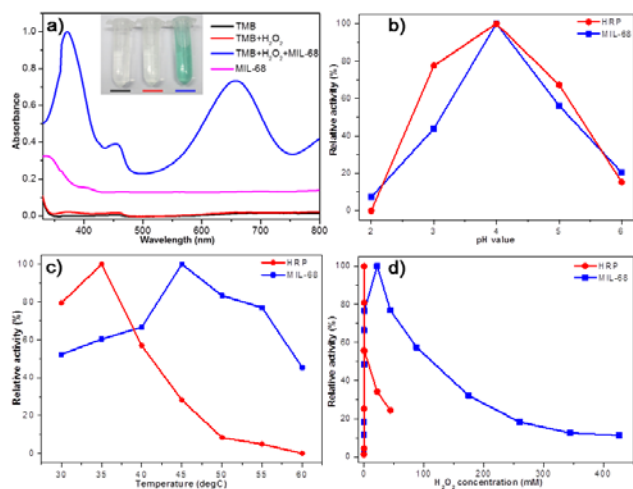 a)
TMB
TMB+H₂O₂
TMB+H₂O₂+MIL-68
MIL-68
Absorbance
1.0
0.8
0.6
0.4
0.2
0.0
400 500 600 700 800
Wavelength (nm)
b)
HRP
MIL-68
Relative activity (%)
100
80
60
40
20
0
2 3 4 5 6
pH value
c)
HRP
MIL-68
Relative activity (%)
100
80
60
40
20
0
30 35 40 45 50 55 60
Temperature (degC)
d)
HRP
MIL-68
Relative activity (%)
100
80
60
40
20
0
0 100 200 300 400
H₂O₂ concentration (mM)